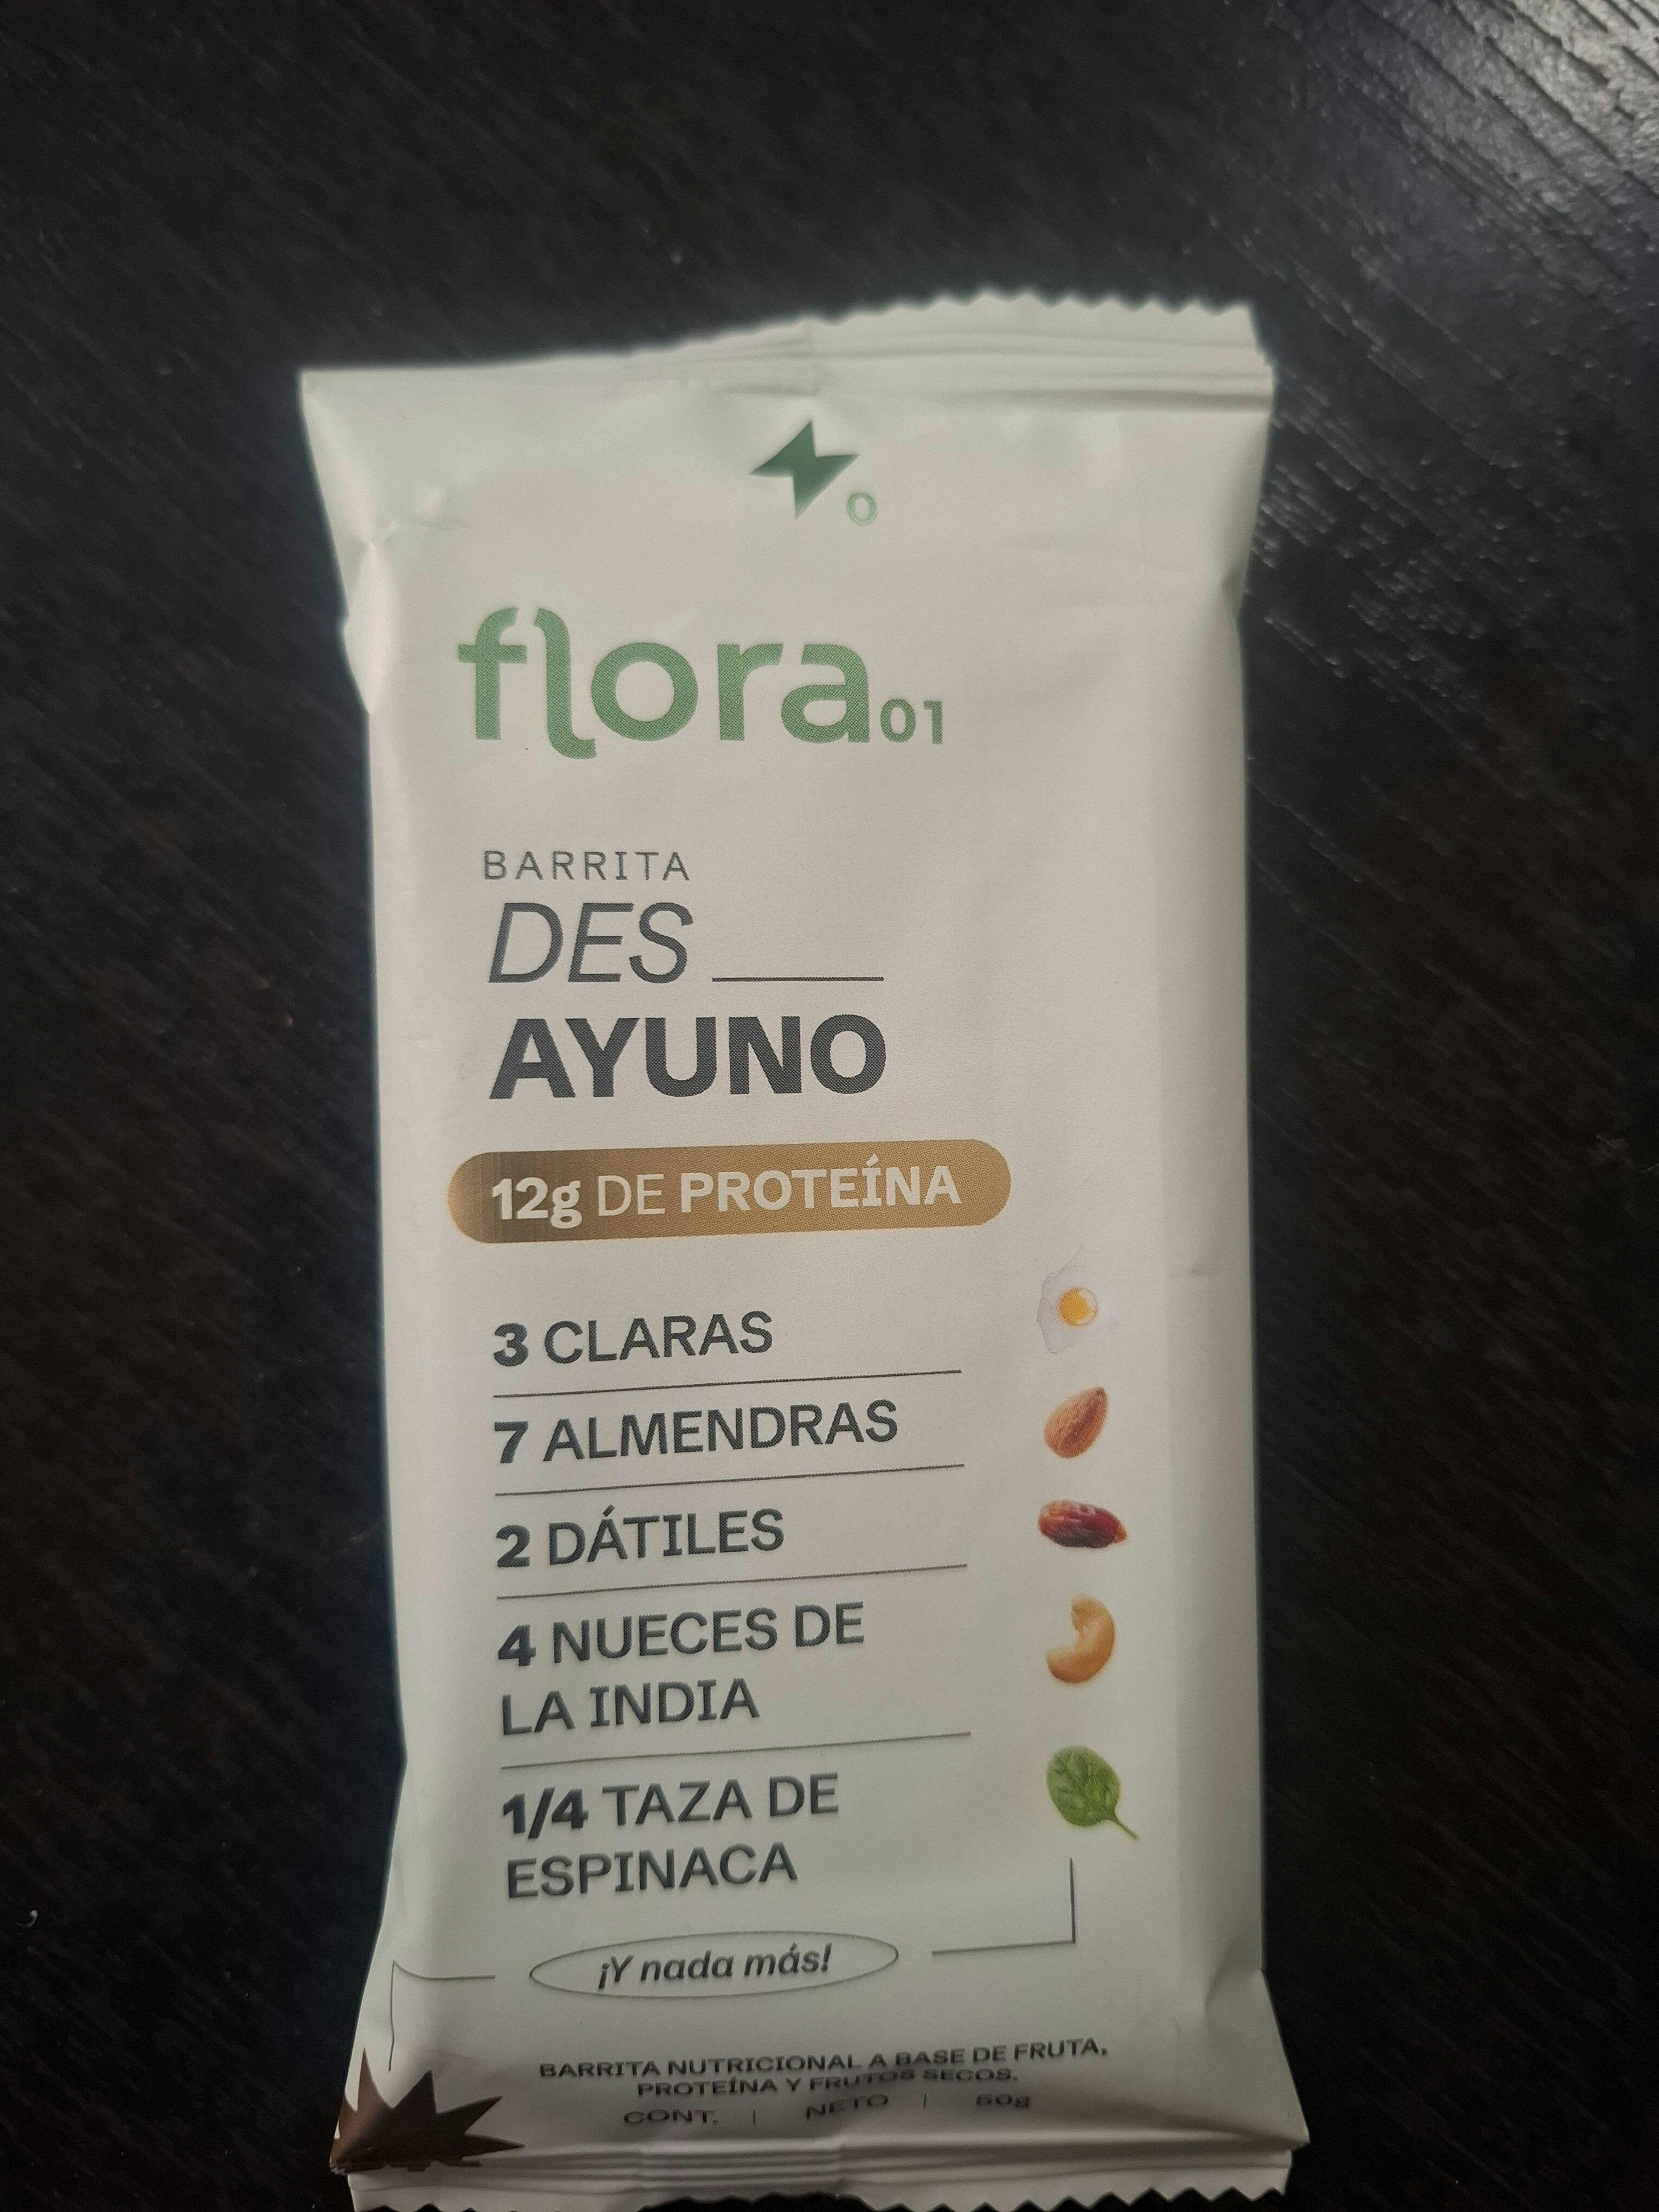 0
flora01
BARRITA
DES
AYUNO
12g DE PROTEÍNA
3 CLARAS
7 ALMENDRAS
2 DÁTILES
4 NUECES DE
LA INDIA
1/4 TAZA DE
ESPINACA
¡Y nada más!
BARRITA NUTRICIONAL A BASE DE FRUTA,
PROTEÍNA Y FRUTOS SECOS.
CONT. | NETO | 50g